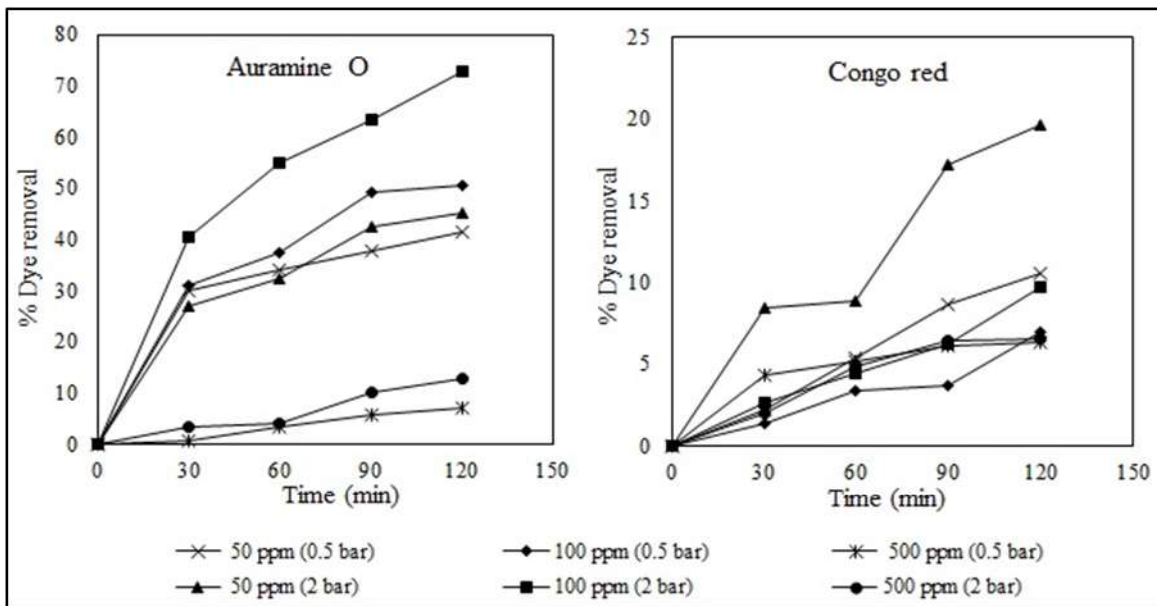 Auramine O
% Dye removal
80
70
60
50
40
30
20
10
0
0 30 60 90 120 150
Time (min)
Congo red
% Dye removal
25
20
15
10
5
0
0 30 60 90 120 150
Time (min)
50 ppm (0.5 bar) 100 ppm (0.5 bar) 500 ppm (0.5 bar)
50 ppm (2 bar) 100 ppm (2 bar) 500 ppm (2 bar)